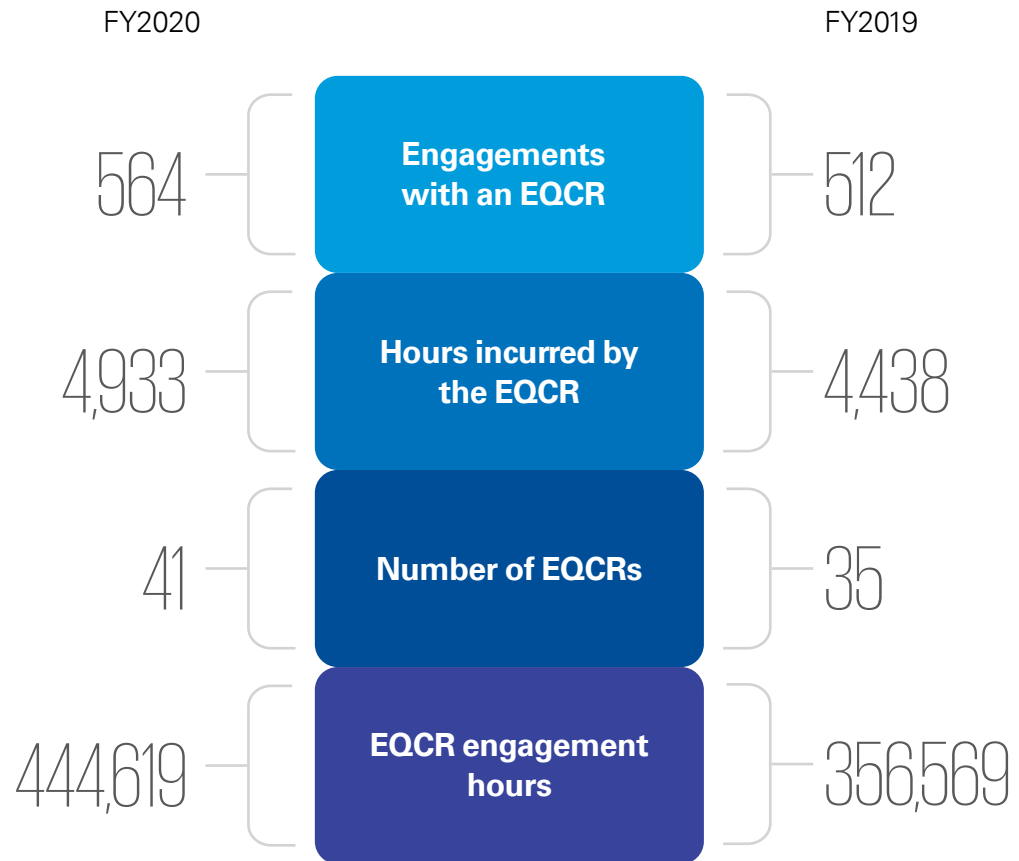 FY2020
FY2019
564
Engagements
with an EQCR
512
4,933
Hours incurred by
the EQCR
4,438
41
Number of EQCRs
35
444,619
EQCR engagement
hours
356,569